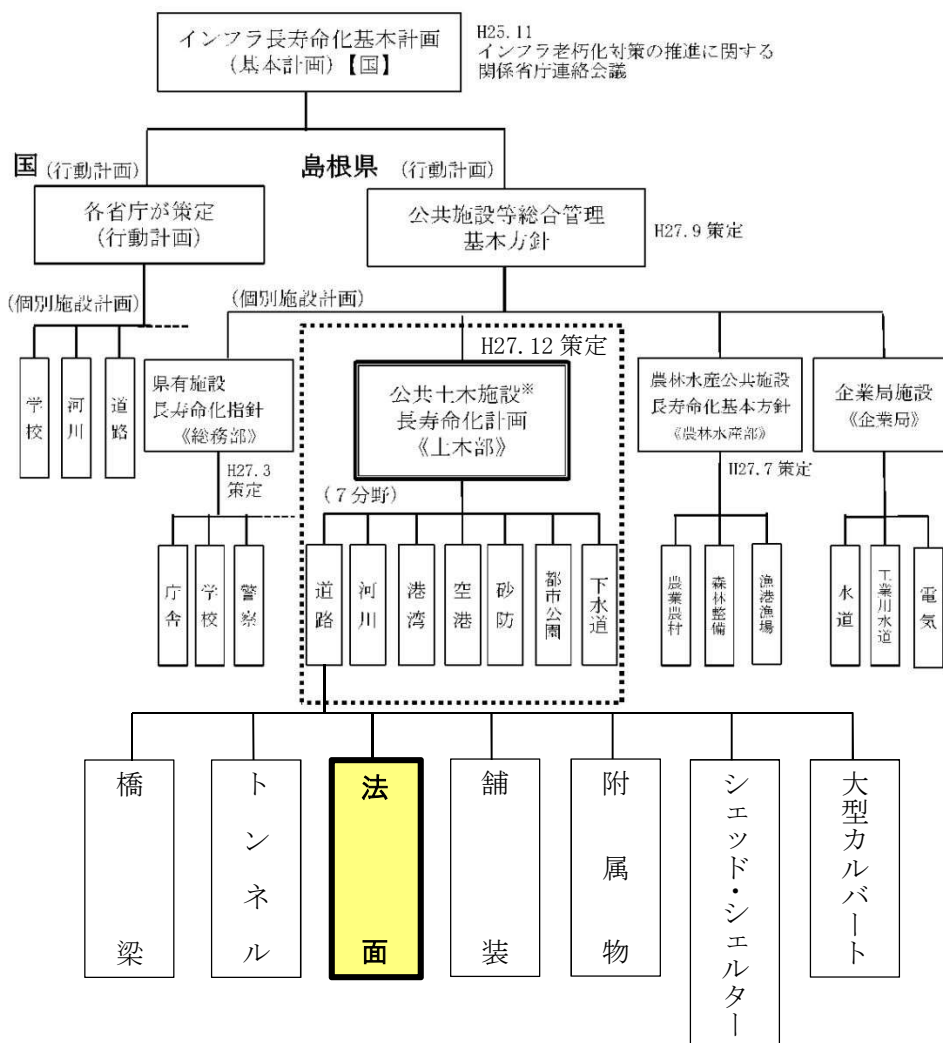 インフラ長寿命化基本計画
(基本計画)【国】
H25.11
インフラ老朽化対策の推進に関する
関係省庁連絡会議
国 (行動計画)
島根県 (行動計画)
各省庁が策定
(行動計画)
公共施設等総合管理
基本方針
H27.9 策定
(個別施設計画)
(個別施設計画)
学校
河川
道路
県有施設
長寿命化指針
《総務部》
H27.3
策定
庁舎
学校
警察
H27.12 策定
公共土木施設※
長寿命化計画
《土木部》
(7分野)
道路
河川
港湾
空港
砂防
都市公園
下水道
農林水産公共施設
長寿命化基本方針
《農林水産部》
H27.7 策定
農業農村
森林整備
漁港漁場
企業局施設
《企業局》
水道
工業用水道
電気
橋梁
トンネル
法面
舗装
附属物
シェッド・シェルター
大型カルバート